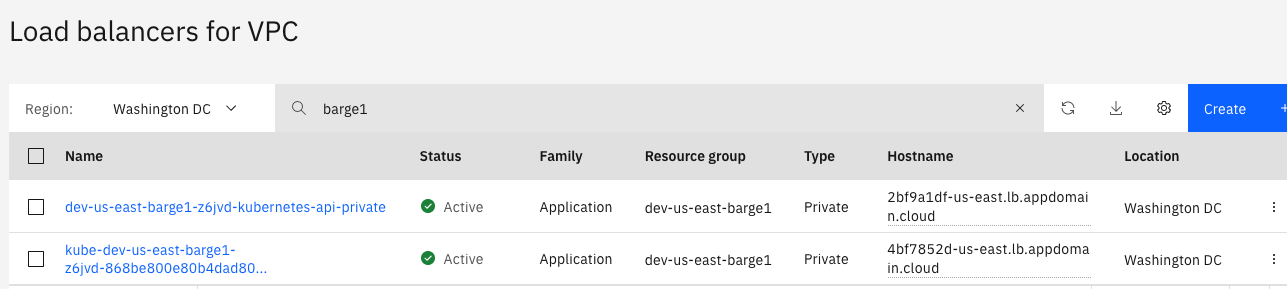 Load balancers for VPC
Region: Washington DC barge1 Create
Name Status Family Resource group Type Hostname Location
dev-us-east-barge1-z6jvd-kubernetes-api-private Active Application dev-us-east-barge1 Private 2bf9a1df-us-east.lb.appdomai Washington DC
n.cloud
kube-dev-us-east-barge1- Active Application dev-us-east-barge1 Private 4bf7852d-us-east.lb.appdoma Washington DC
z6jvd-868be800e80b4dad80... in.cloud